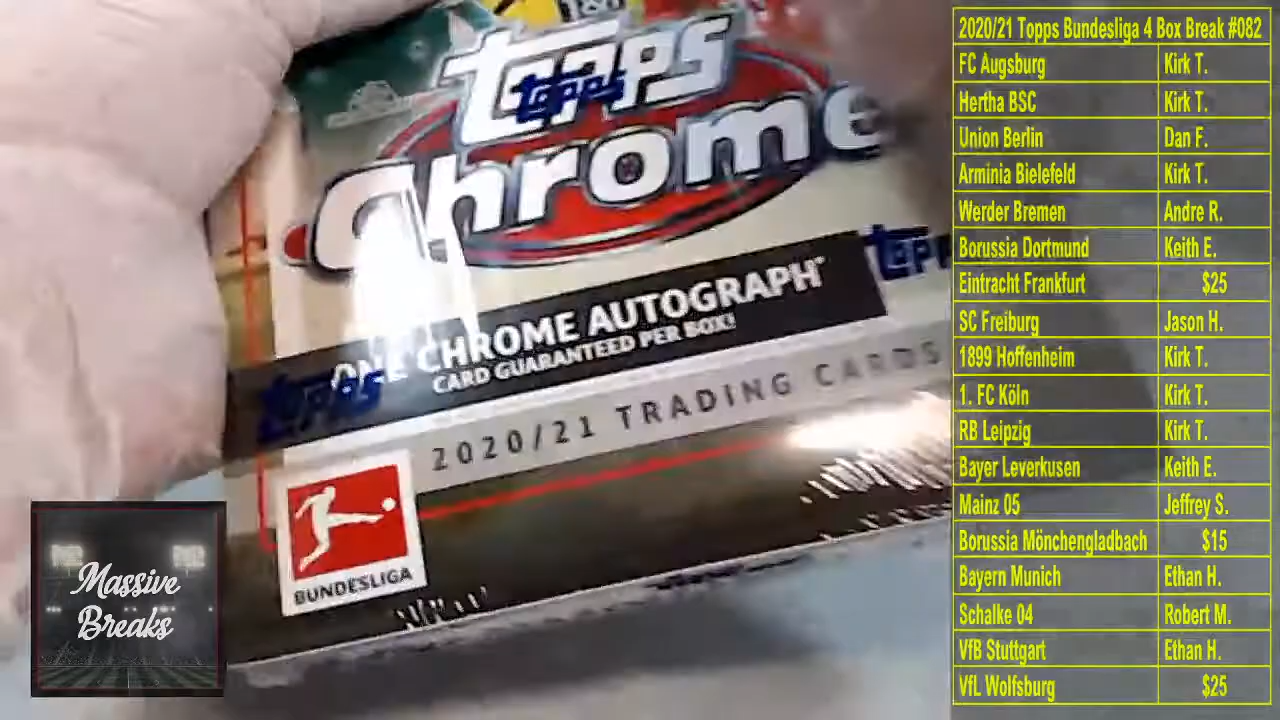 topps
topps
Chrome
topps
ONE CHROME AUTOGRAPH
CARD GUARANTEED PER BOX!
topps
2020/21 TRADING CARDS
BUNDESLIGA
Massive
Breaks
2020/21 Topps Bundesliga 4 Box Break #082
FC Augsburg Kirk T.
Hertha BSC Kirk T.
Union Berlin Dan F.
Arminia Bielefeld Kirk T.
Werder Bremen Andre R.
Borussia Dortmund Keith E.
Eintracht Frankfurt $25
SC Freiburg Jason H.
1899 Hoffenheim Kirk T.
1. FC Köln Kirk T.
RB Leipzig Kirk T.
Bayer Leverkusen Keith E.
Mainz 05 Jeffrey S.
Borussia Mönchengladbach $15
Bayern Munich Ethan H.
Schalke 04 Robert M.
VfB Stuttgart Ethan H.
VfL Wolfsburg $25